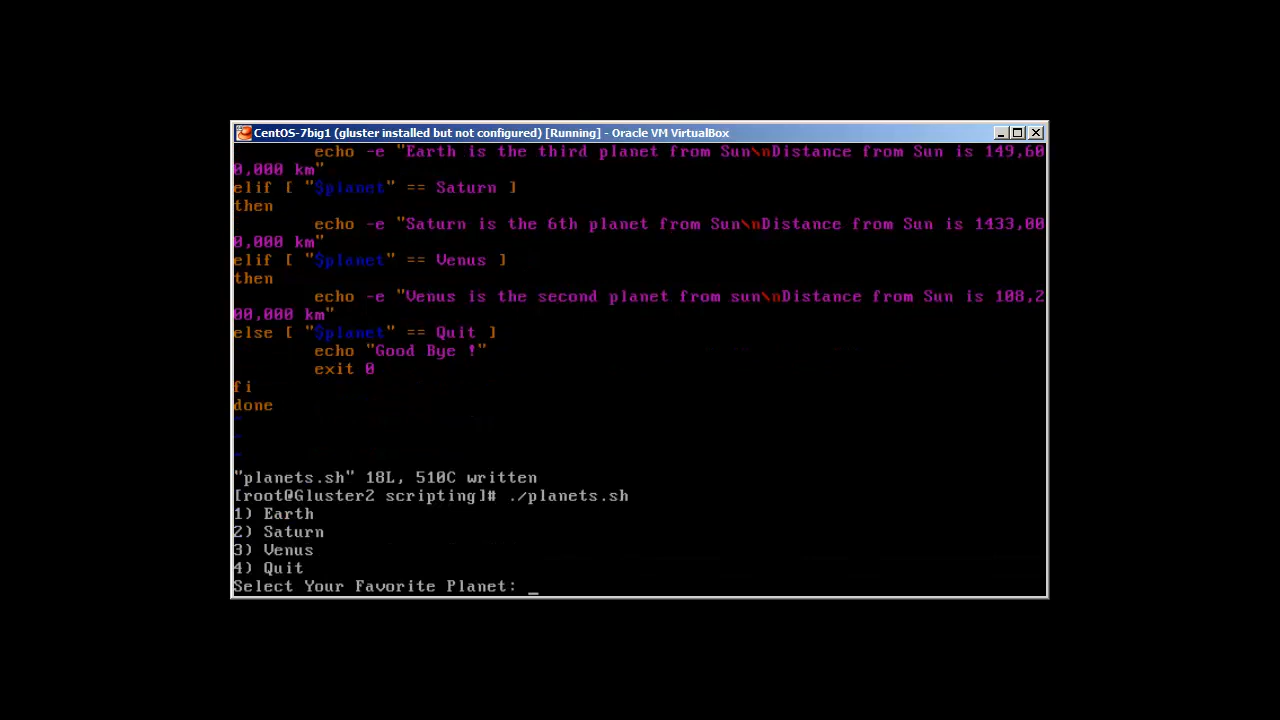 CentOS-7big1 (gluster installed but not configured) [Running] - Oracle VM VirtualBox
echo -e "Earth is the third planet from Sun\nDistance from Sun is 149,60
0,000 km"
elif [ "$planet" == Saturn ]
then
echo -e "Saturn is the 6th planet from Sun\nDistance from Sun is 1433,00
0,000 km"
elif [ "$planet" == Venus ]
then
echo -e "Venus is the second planet from sun\nDistance from Sun is 108,2
00,000 km"
else [ "$planet" == Quit ]
echo "Good Bye !"
exit 0
fi
done
~
~
~
"planets.sh" 18L, 510C written
[root@Gluster2 scripting]# ./planets.sh
1) Earth
2) Saturn
3) Venus
4) Quit
Select Your Favorite Planet: _